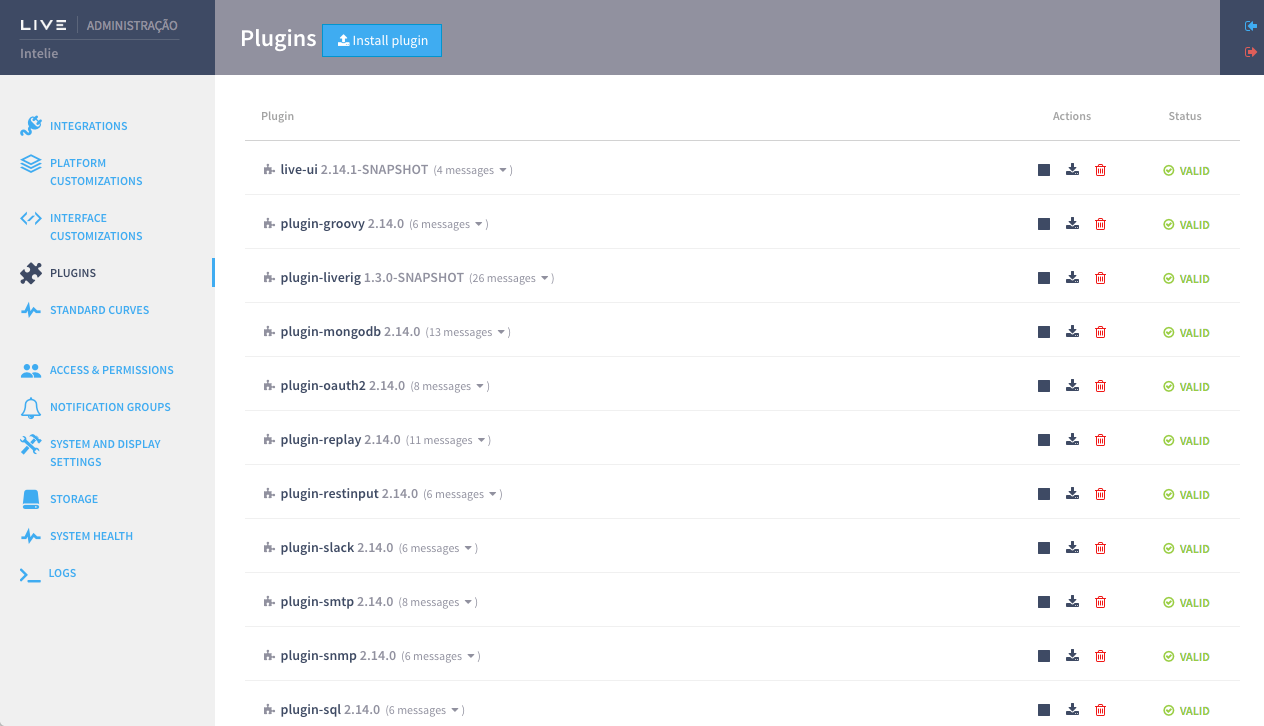 LIVE ADMINISTRAÇÃO
Intelie
Plugins Install plugin
INTEGRATIONS
PLATFORM
CUSTOMIZATIONS
INTERFACE
CUSTOMIZATIONS
PLUGINS
STANDARD CURVES
ACCESS & PERMISSIONS
NOTIFICATION GROUPS
SYSTEM AND DISPLAY
SETTINGS
STORAGE
SYSTEM HEALTH
LOGS
Plugin Actions Status
live-ui 2.14.1-SNAPSHOT (4 messages ) VALID
plugin-groovy 2.14.0 (6 messages ) VALID
plugin-liverig 1.3.0-SNAPSHOT (26 messages ) VALID
plugin-mongodb 2.14.0 (13 messages ) VALID
plugin-oauth2 2.14.0 (8 messages ) VALID
plugin-replay 2.14.0 (11 messages ) VALID
plugin-restinput 2.14.0 (6 messages ) VALID
plugin-slack 2.14.0 (6 messages ) VALID
plugin-smtp 2.14.0 (8 messages ) VALID
plugin-snmp 2.14.0 (6 messages ) VALID
plugin-sql 2.14.0 (6 messages ) VALID